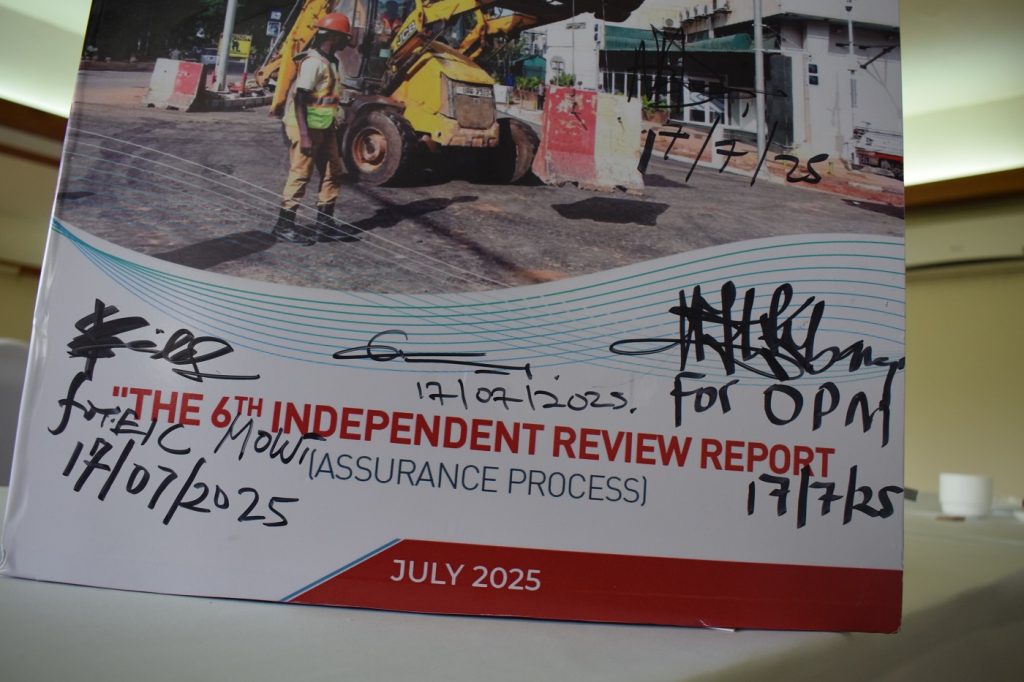 JCB
17/7/25
17/07/2025.
For OPM
"THE 6TH INDEPENDENT REVIEW REPORT
for: E/C MOWT
(ASSURANCE PROCESS)
17/07/2025
17/7/25
JULY 2025